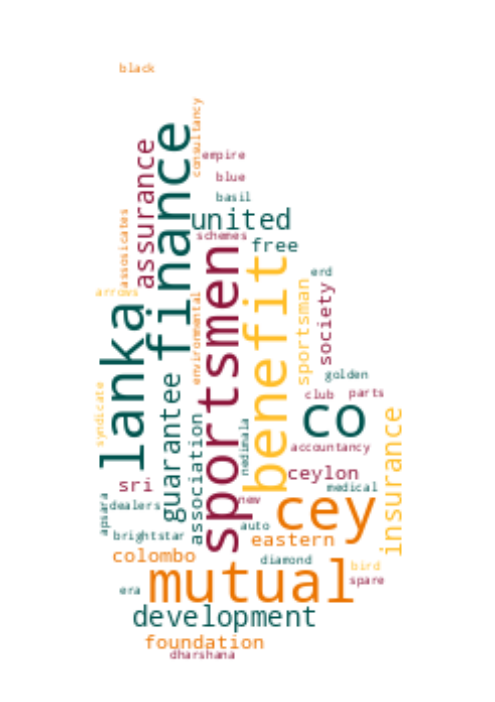 black
consultancy
finance
assurance
empire
blue
basil
associcates
united
schemes
free
sportsmen
benefit
erd
arrows
lanka
environmental
sportsman
society
guarantee
golden
syndicate
club
parts
co
insurance
association
nedimala
accountancy
ceylon
sri
medical
cey
apsara
dealers
new
auto
brightstar
eastern
colombo
diamond
bird
mutual
spare
era
development
foundation
dharshana